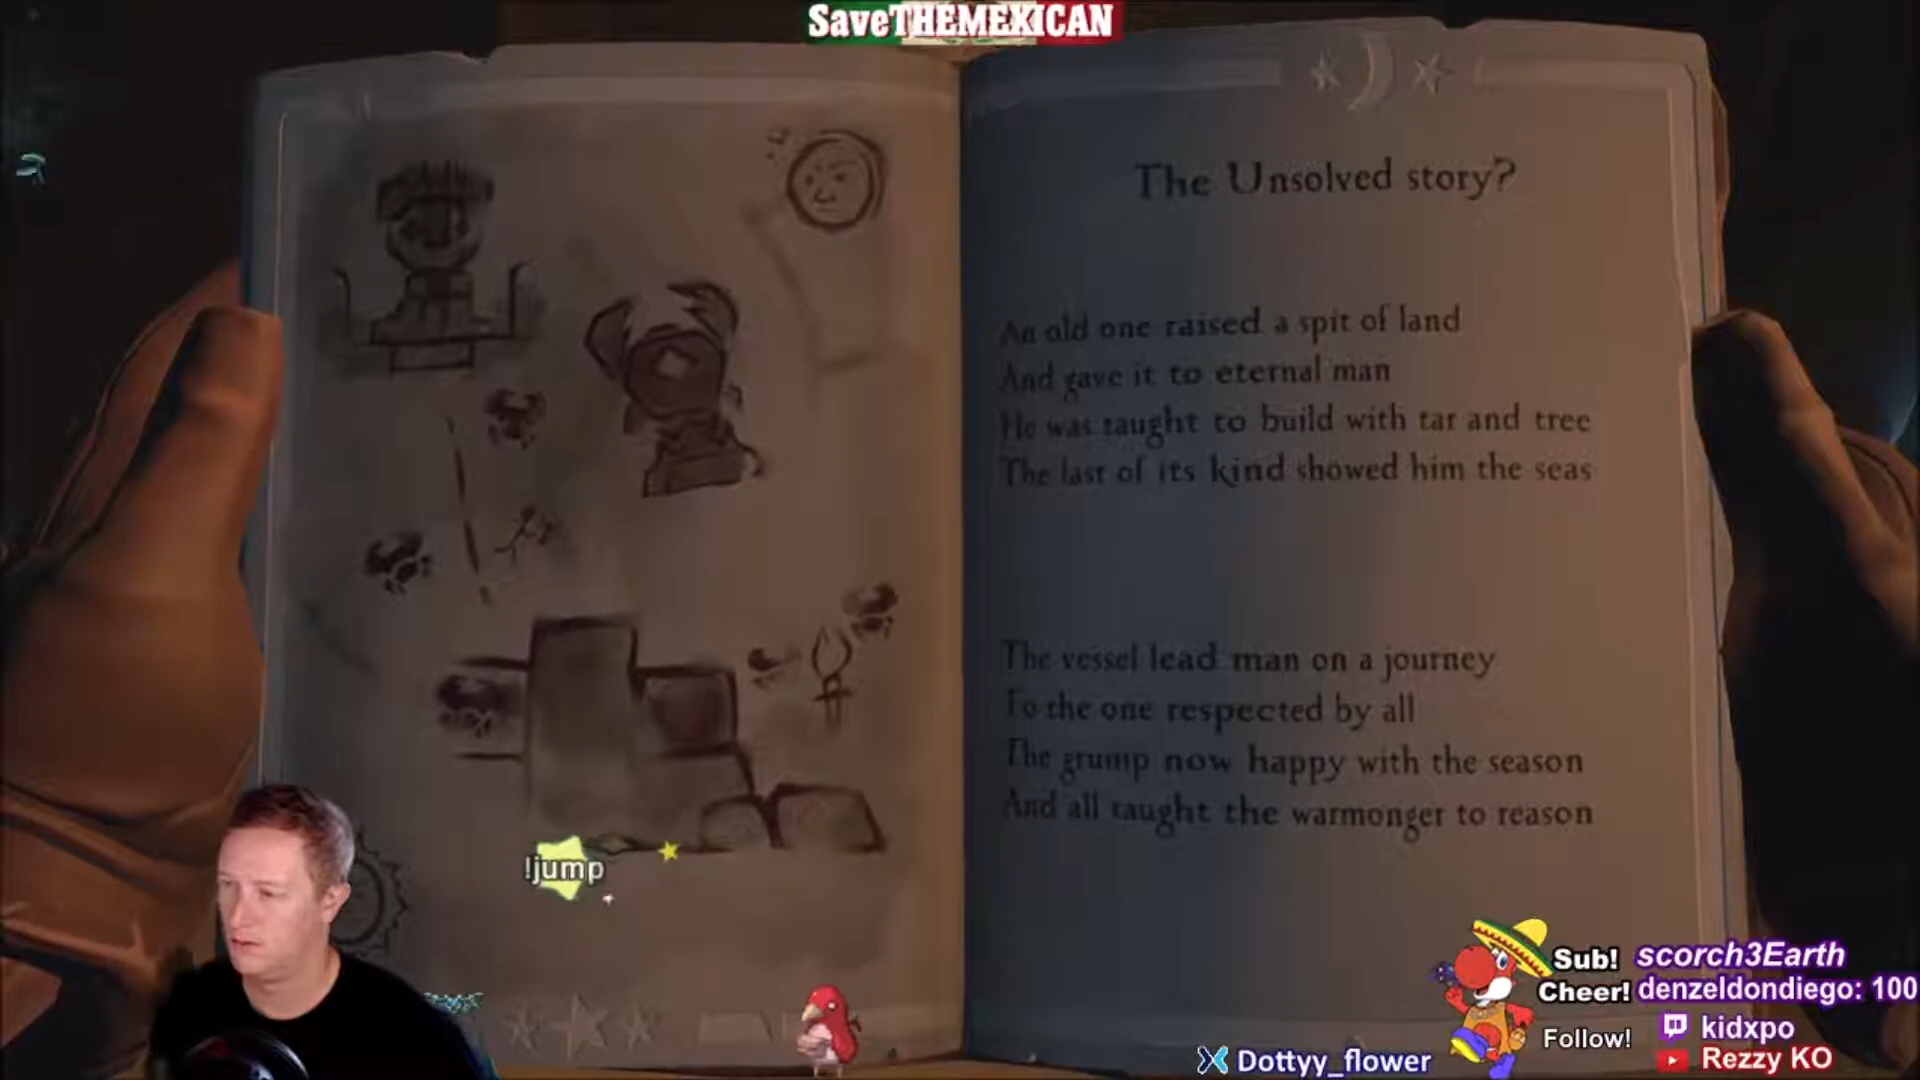 SaveTHEMEXICAN
The Unsolved story?
An old one raised a spit of land
And gave it to eternal man
He was taught to build with tar and tree
The last of its kind showed him the seas
The vessel lead man on a journey
To the one respected by all
The grump now happy with the season
And all taught the warmonger to reason
!jump
Sub! scorch3Earth
Cheer! denzeldondiego: 100
Follow! kidxpo
Rezzy KO
Dottyy_flower